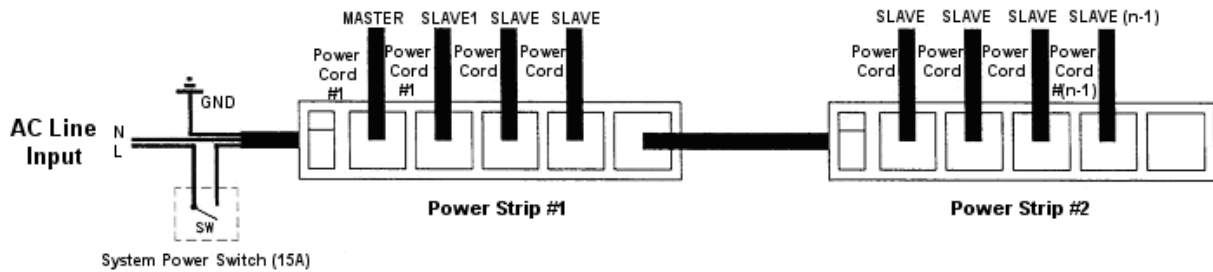 MASTER SLAVE1 SLAVE SLAVE
SLAVE SLAVE SLAVE SLAVE (n-1)
Power
Cord
#1
Power
Cord
#1
Power
Cord
Power
Cord
Power
Cord
Power
Cord
Power
Cord
#(n-1)
GND
AC Line
Input
N
L
SW
System Power Switch (15A)
Power Strip #1
Power Strip #2